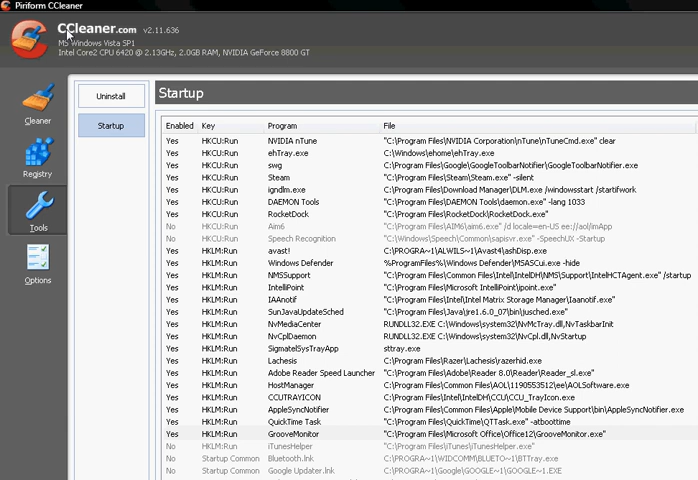 Piriform CCleaner
CCleaner.com v2.11.636
MS Windows Vista SP1
Intel Core2 CPU 6420 @ 2.13GHz, 2.0GB RAM, NVIDIA GeForce 8800 GT
Cleaner
Registry
Tools
Options
Uninstall
Startup
Startup
Enabled Key Program File
Yes HKCU:Run NVIDIA nTune "C:\Program Files\NVIDIA Corporation\nTune\nTuneCmd.exe" clear
Yes HKCU:Run ehTray.exe C:\Windows\ehome\ehTray.exe
Yes HKCU:Run swg C:\Program Files\Google\GoogleToolbarNotifier\GoogleToolbarNotifier.exe
Yes HKCU:Run Steam "C:\Program Files\Steam\Steam.exe" -silent
Yes HKCU:Run igndlm.exe C:\Program Files\Download Manager\DLM.exe /windowsstart /startifwork
Yes HKCU:Run DAEMON Tools "C:\Program Files\DAEMON Tools\daemon.exe" -lang 1033
Yes HKCU:Run RocketDock "C:\Program Files\RocketDock\RocketDock.exe"
No HKCU:Run Aim6 "C:\Program Files\AIM6\aim6.exe" /d locale=en-US ee://aol/imApp
No HKCU:Run Speech Recognition "C:\Windows\Speech\Common\sapisvr.exe" -SpeechUX -Startup
Yes HKLM:Run avast! C:\PROGRA~1\ALWILS~1\Avast4\ashDisp.exe
Yes HKLM:Run Windows Defender %ProgramFiles%\Windows Defender\MSASCui.exe -hide
Yes HKLM:Run NMSSupport "C:\Program Files\Common Files\Intel\IntelDH\NMS\Support\IntelHCTAgent.exe" /startup
Yes HKLM:Run IntelliPoint "C:\Program Files\Microsoft IntelliPoint\ipoint.exe"
Yes HKLM:Run IAAnotif "C:\Program Files\Intel\Intel Matrix Storage Manager\Iaanotif.exe"
Yes HKLM:Run SunJavaUpdateSched "C:\Program Files\Java\jre1.6.0_07\bin\jusched.exe"
Yes HKLM:Run NvMediaCenter RUNDLL32.EXE C:\Windows\system32\NvMcTray.dll,NvTaskbarInit
Yes HKLM:Run NvCplDaemon RUNDLL32.EXE C:\Windows\system32\NvCpl.dll,NvStartup
Yes HKLM:Run SigmatelSysTrayApp sttray.exe
Yes HKLM:Run Lachesis C:\Program Files\Razer\Lachesis\razerhid.exe
Yes HKLM:Run Adobe Reader Speed Launcher "C:\Program Files\Adobe\Reader 8.0\Reader\Reader_sl.exe"
Yes HKLM:Run HostManager C:\Program Files\Common Files\AOL\1190553512\ee\AOLSoftware.exe
Yes HKLM:Run CCUTRAYICON C:\Program Files\Intel\IntelDH\CCU\CCU_TrayIcon.exe
Yes HKLM:Run AppleSyncNotifier C:\Program Files\Common Files\Apple\Mobile Device Support\bin\AppleSyncNotifier.exe
Yes HKLM:Run QuickTime Task "C:\Program Files\QuickTime\QTTask.exe" -atboottime
Yes HKLM:Run GrooveMonitor "C:\Program Files\Microsoft Office\Office12\GrooveMonitor.exe"
No HKLM:Run iTunesHelper "C:\Program Files\iTunes\iTunesHelper.exe"
No Startup Common Bluetooth.lnk C:\PROGRA~1\WIDCOMM\BLUETO~1\BTTray.exe
No Startup Common Google Updater.lnk C:\PROGRA~1\Google\GOOGLE~1\GOOGLE~1.EXE